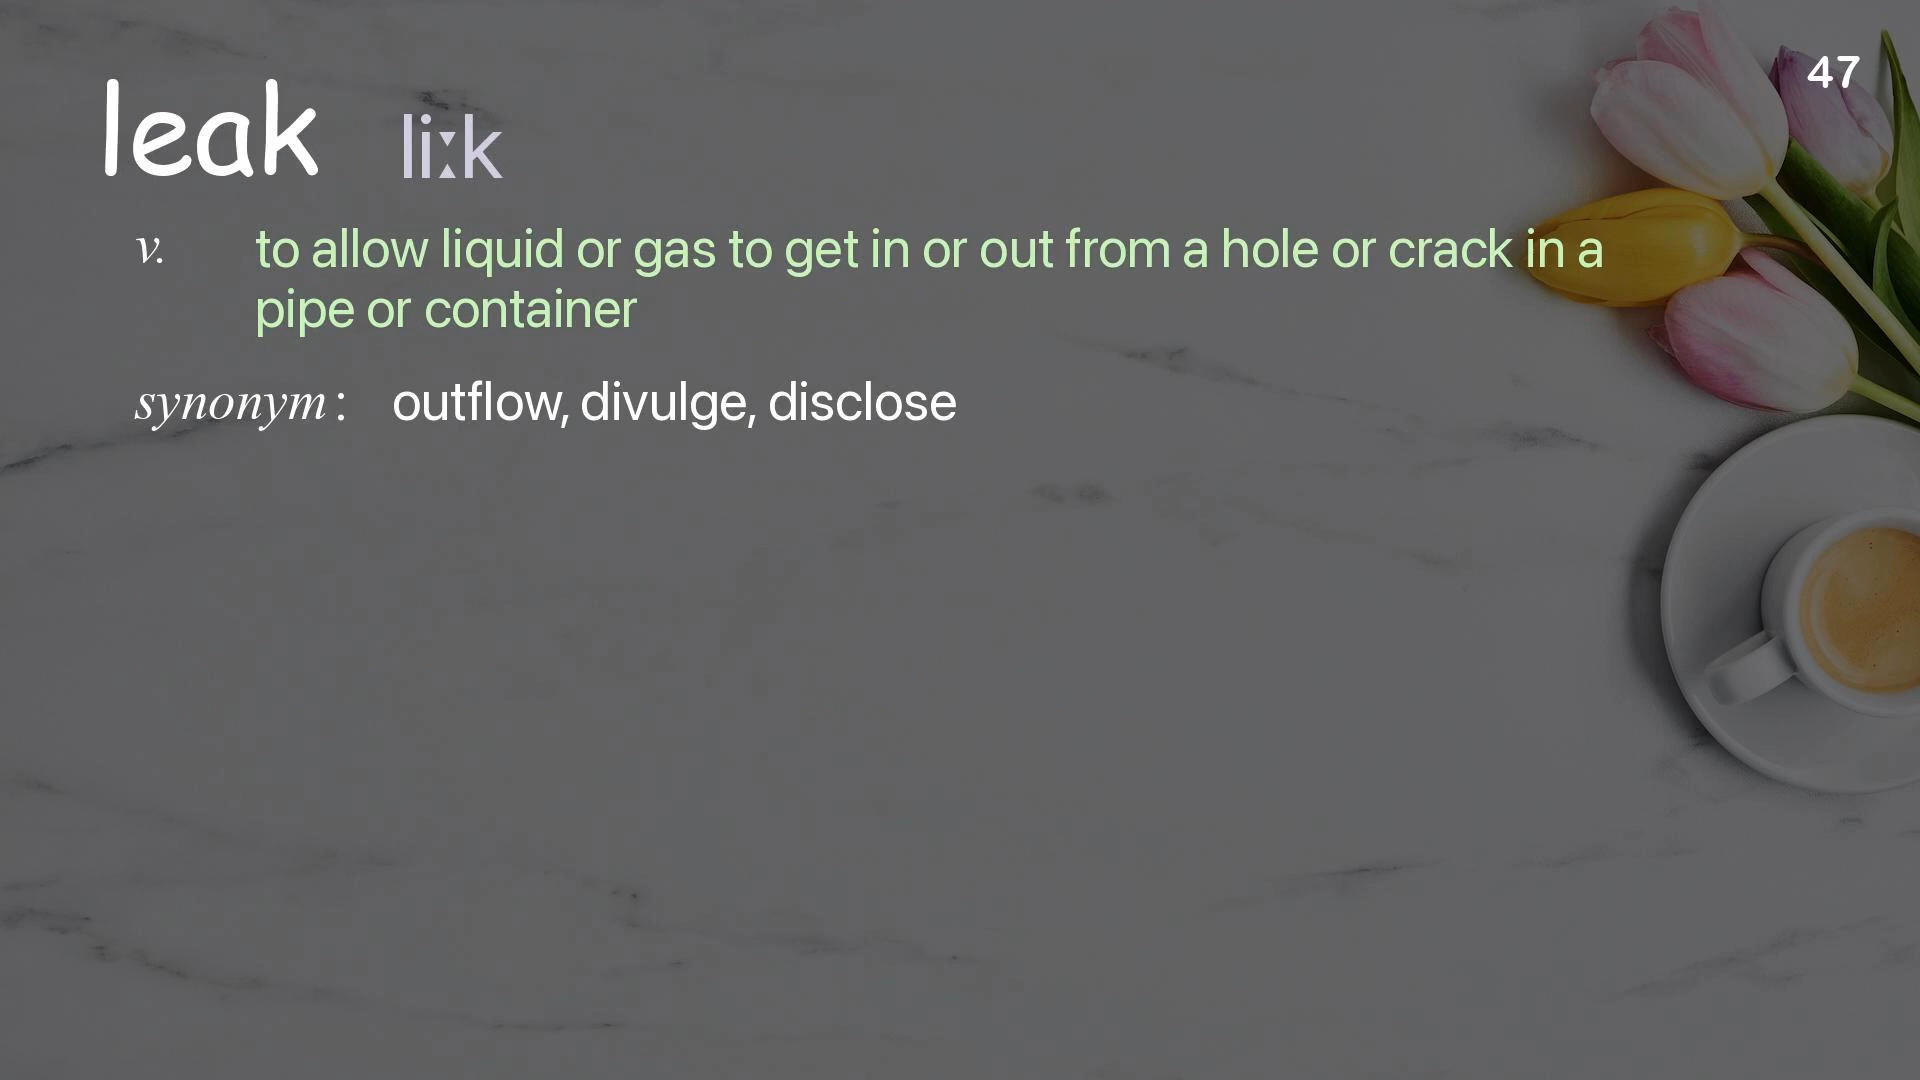 47
leak liːk
v. to allow liquid or gas to get in or out from a hole or crack in a
pipe or container
synonym : outflow, divulge, disclose